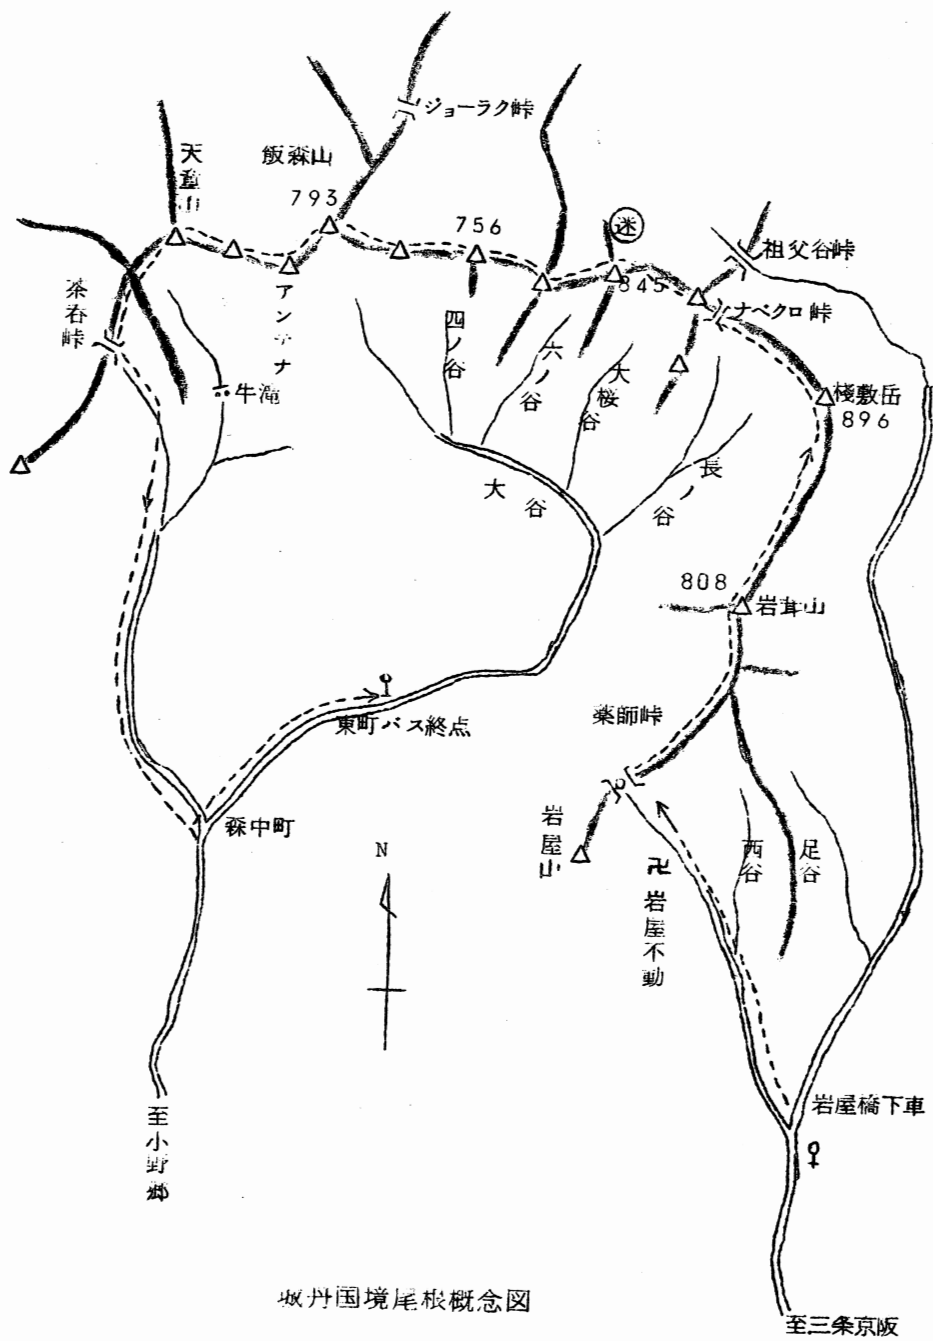 ジョーラク峠
飯森山
793
天童山
756
迷
祖父谷峠
845
ナベクロ峠
茶呑峠
アンテナ
四ノ谷
六ノ谷
大桜谷
牛滝
桟敷岳
896
大谷
長ノ谷
808
岩茸山
東町バス終点
薬師峠
森中町
岩屋山
N
卍岩屋不動
西谷
足谷
岩屋橋下車
至小野郷
国境尾根概念図
至三条京阪